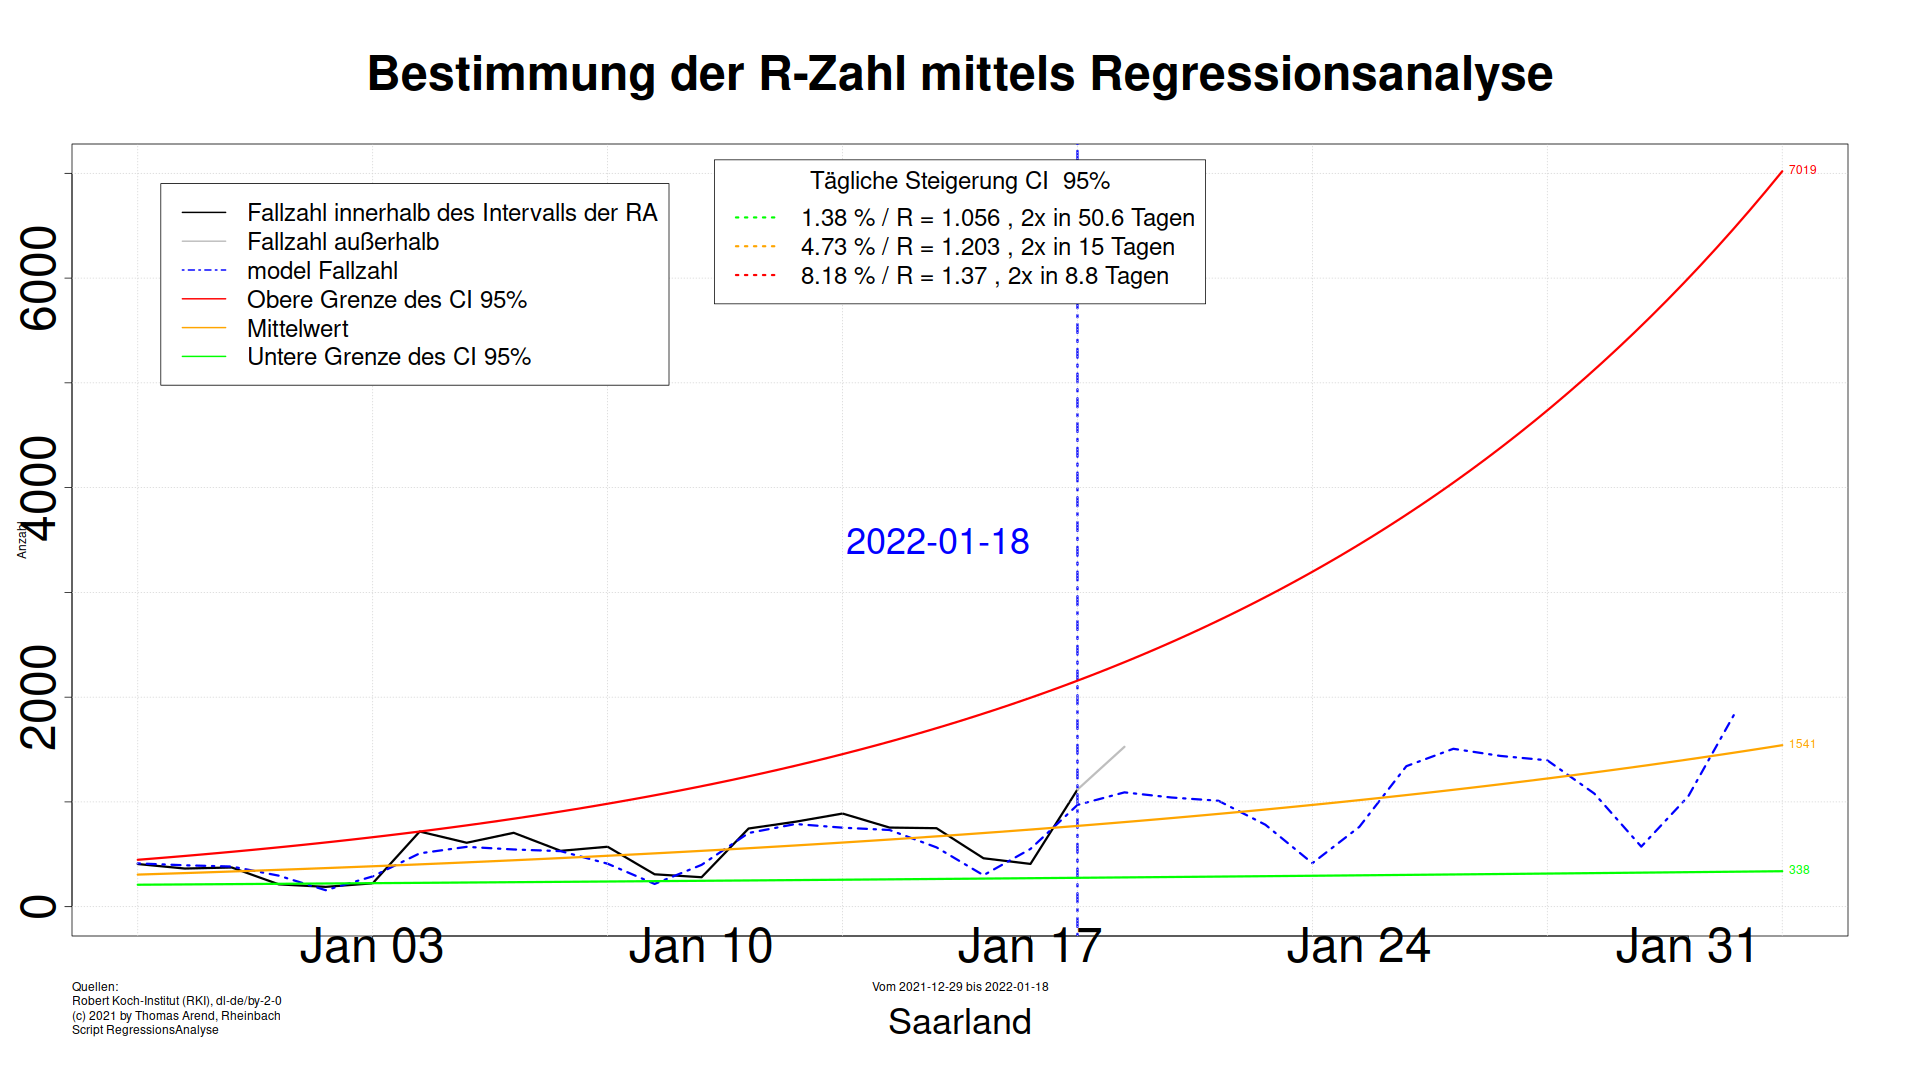 Bestimmung der R-Zahl mittels Regressionsanalyse
Fallzahl innerhalb des Intervalls der RA
Fallzahl außerhalb
model Fallzahl
Obere Grenze des CI 95%
Mittelwert
Untere Grenze des CI 95%
Tägliche Steigerung CI 95%
1.38 % / R = 1.056 , 2x in 50.6 Tagen
4.73 % / R = 1.203 , 2x in 15 Tagen
8.18 % / R = 1.37 , 2x in 8.8 Tagen
7019
1541
338
2022-01-18
Anzahl
6000
4000
2000
0
Jan 03
Jan 10
Jan 17
Jan 24
Jan 31
Quellen:
Robert Koch-Institut (RKI), dl-de/by-2-0
(c) 2021 by Thomas Arend, Rheinbach
Script RegressionsAnalyse
Vom 2021-12-29 bis 2022-01-18
Saarland